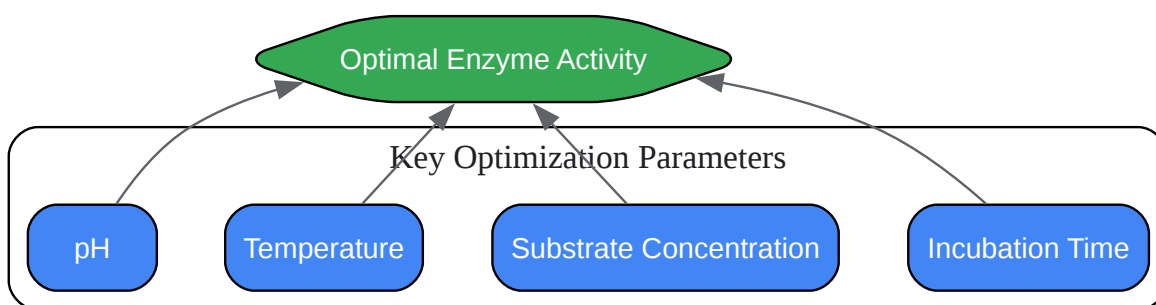 Optimal Enzyme Activity
Key Optimization Parameters
pH
Temperature
Substrate Concentration
Incubation Time